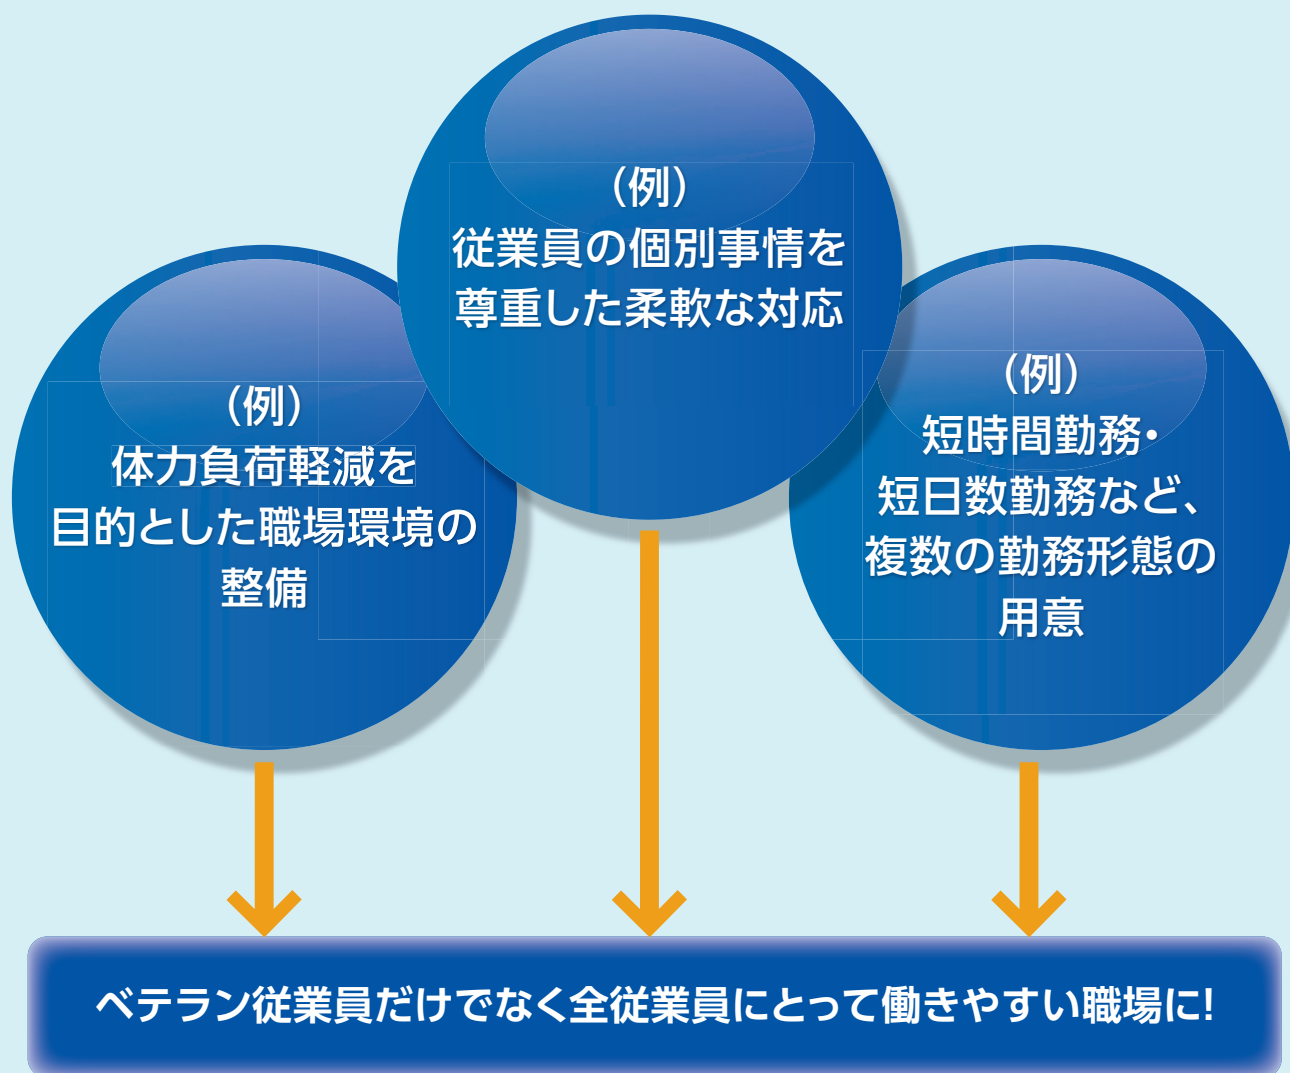 （例）
従業員の個別事情を
尊重した柔軟な対応
（例）
体力負荷軽減を
目的とした職場環境の
整備
（例）
短時間勤務・
短日数勤務など、
複数の勤務形態の
用意
ベテラン従業員だけでなく全従業員にとって働きやすい職場に!